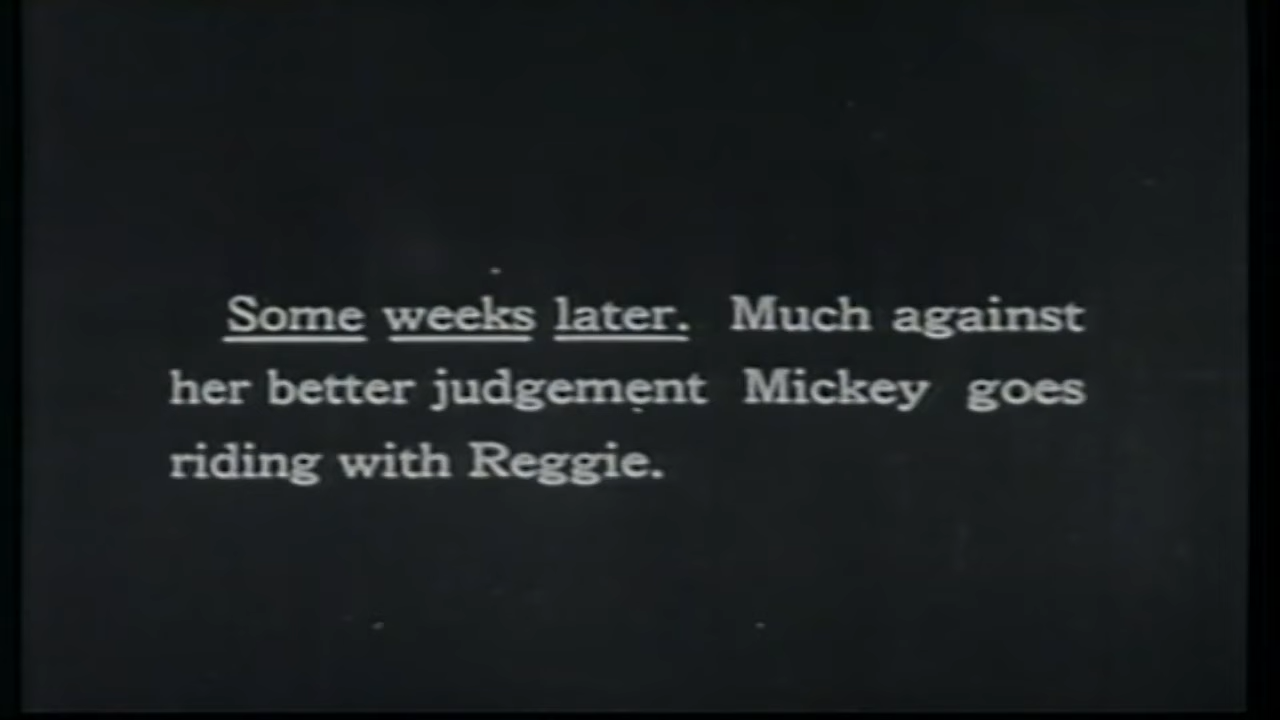 Some weeks later. Much against
her better judgement Mickey goes
riding with Reggie.